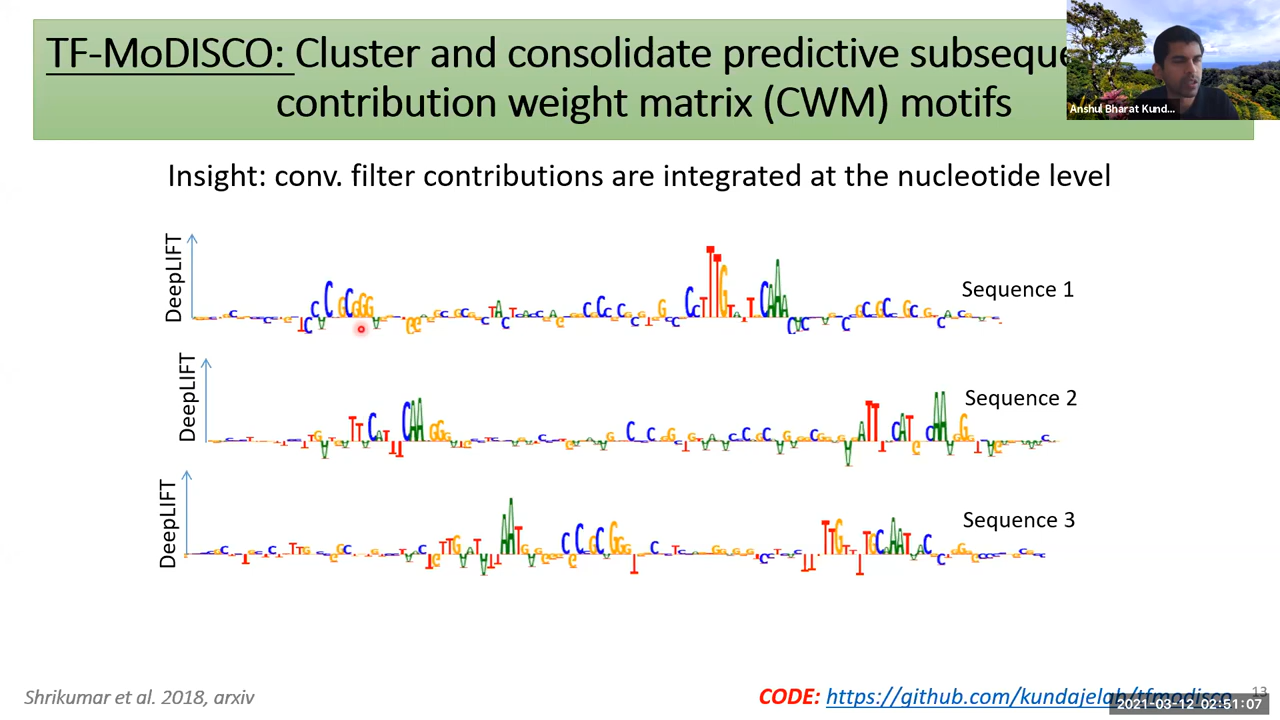 TF-MoDISCO: Cluster and consolidate predictive
contribution weight matrix (CWM) motifs
Anshul Bharat Kund...
Insight: conv. filter contributions are integrated at the nucleotide level
DeepLIFT
Sequence 1
DeepLIFT
Sequence 2
DeepLIFT
Sequence 3
Shrikumar et al. 2018, arxiv
CODE: https://github.com/kundajelab/tfmodisco
13
2021-03-12 02:51:07